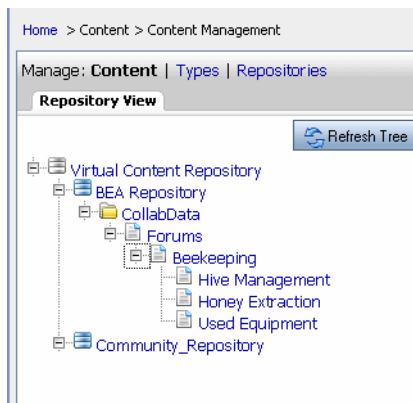 Home > Content > Content Management
Manage: Content | Types | Repositories
Repository View
Refresh Tree
Virtual Content Repository
BEA Repository
CollabData
Forums
Beekeeping
Hive Management
Honey Extraction
Used Equipment
Community_Repository